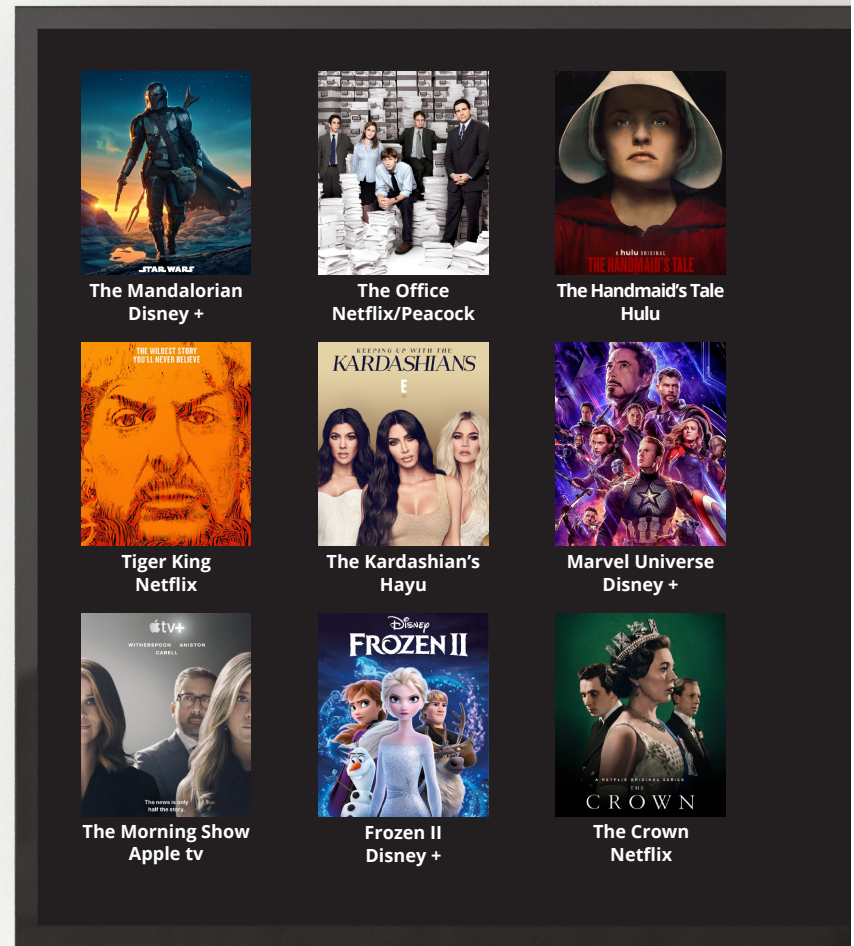 STAR WARS
The Mandalorian
Disney +
The Office
Netflix/Peacock
A hulu ORIGINAL
THE HANDMAID'S TALE
The Handmaid's Tale
Hulu
THE WILDEST STORY
YOU'LL NEVER BELIEVE
Tiger King
Netflix
KEEPING UP WITH THE
KARDASHIANS
E
The Kardashian's
Hayu
Marvel Universe
Disney +
tv+
WITHERSPOON ANISTON
CARELL
The news is only
half the story.
The Morning Show
Apple tv
Disney
FROZEN II
Frozen II
Disney +
A NETFLIX ORIGINAL SERIES
THE
CROWN
The Crown
Netflix